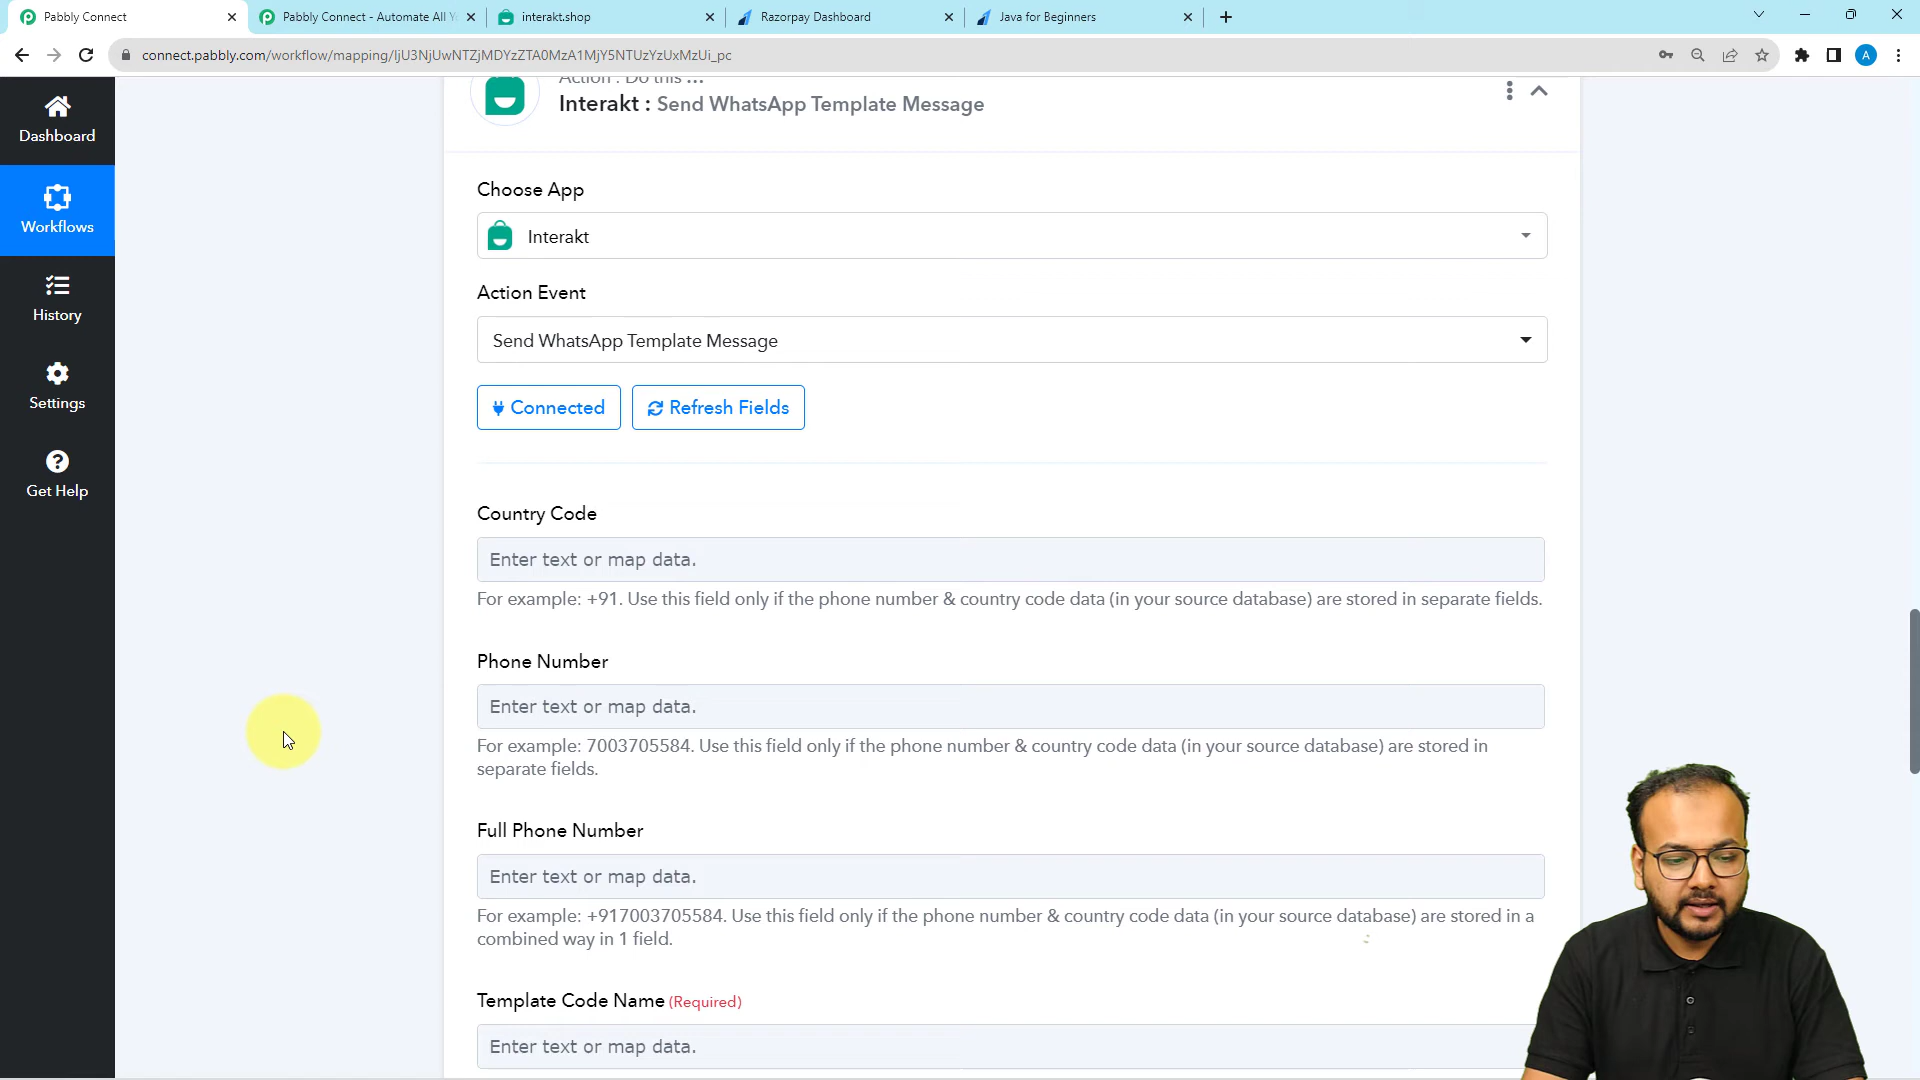 Pabbly Connect
Pabbly Connect - Automate All Yo
interakt.shop
Razorpay Dashboard
Java for Beginners
connect.pabbly.com/workflow/mapping/IjU3NjUwNTZjMDYzZTA0MzA1MjY5NTUzYzUxMzUi_pc
A
Dashboard
Workflows
History
Settings
Get Help
Action : Do this ...
Interakt : Send WhatsApp Template Message
Choose App
Interakt
Action Event
Send WhatsApp Template Message
Connected
Refresh Fields
Country Code
Enter text or map data.
For example: +91. Use this field only if the phone number & country code data (in your source database) are stored in separate fields.
Phone Number
Enter text or map data.
For example: 7003705584. Use this field only if the phone number & country code data (in your source database) are stored in
separate fields.
Full Phone Number
Enter text or map data.
For example: +917003705584. Use this field only if the phone number & country code data (in your source database) are stored in a
combined way in 1 field.
Template Code Name (Required)
Enter text or map data.